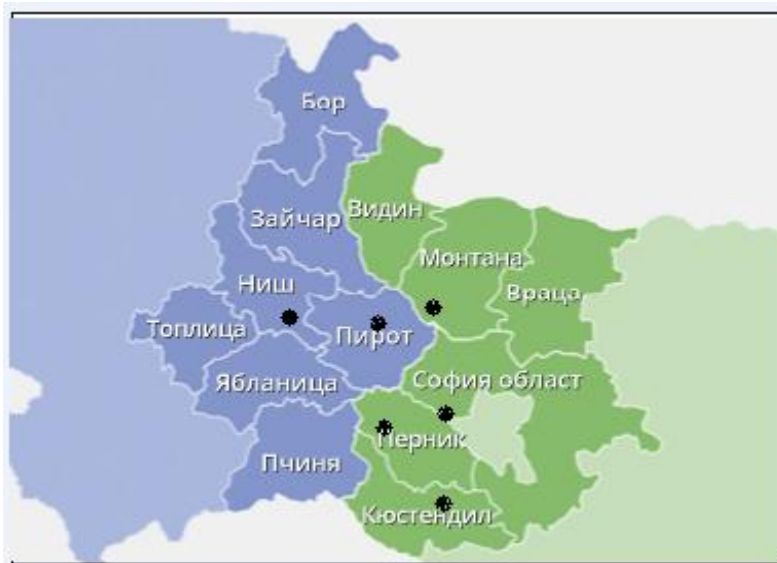 Бор
Зайчар
Видин
Монтана
Ниш
Враца
Топлица
Пирот
Ябланица
София област
Перник
Пчиня
Кюстендил